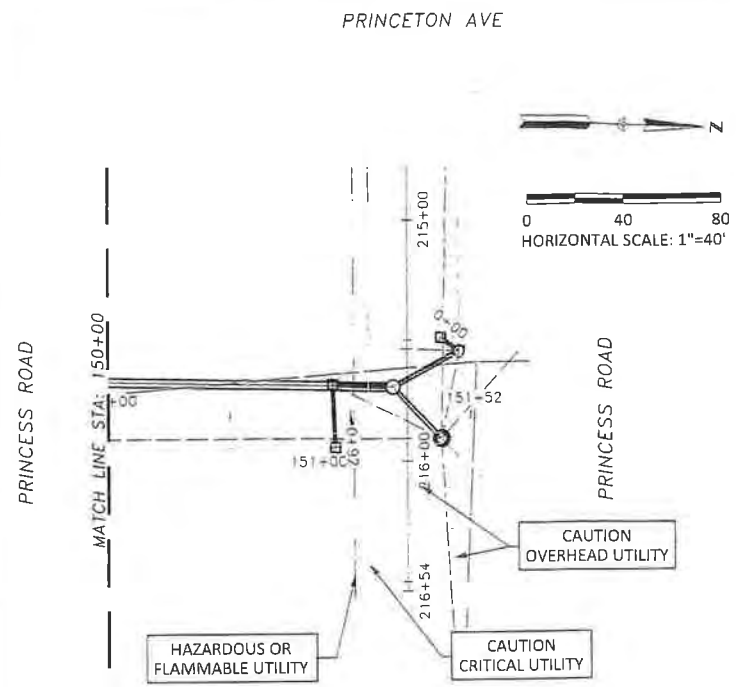 PRINCETON AVE
N
0 40 80
HORIZONTAL SCALE: 1"=40'
215+00
0+00
PRINCESS ROAD
MATCH LINE STA: 150+00
+00
151+52
PRINCESS ROAD
151+00
0+92
216+00
CAUTION
OVERHEAD UTILITY
216+54
HAZARDOUS OR
FLAMMABLE UTILITY
CAUTION
CRITICAL UTILITY